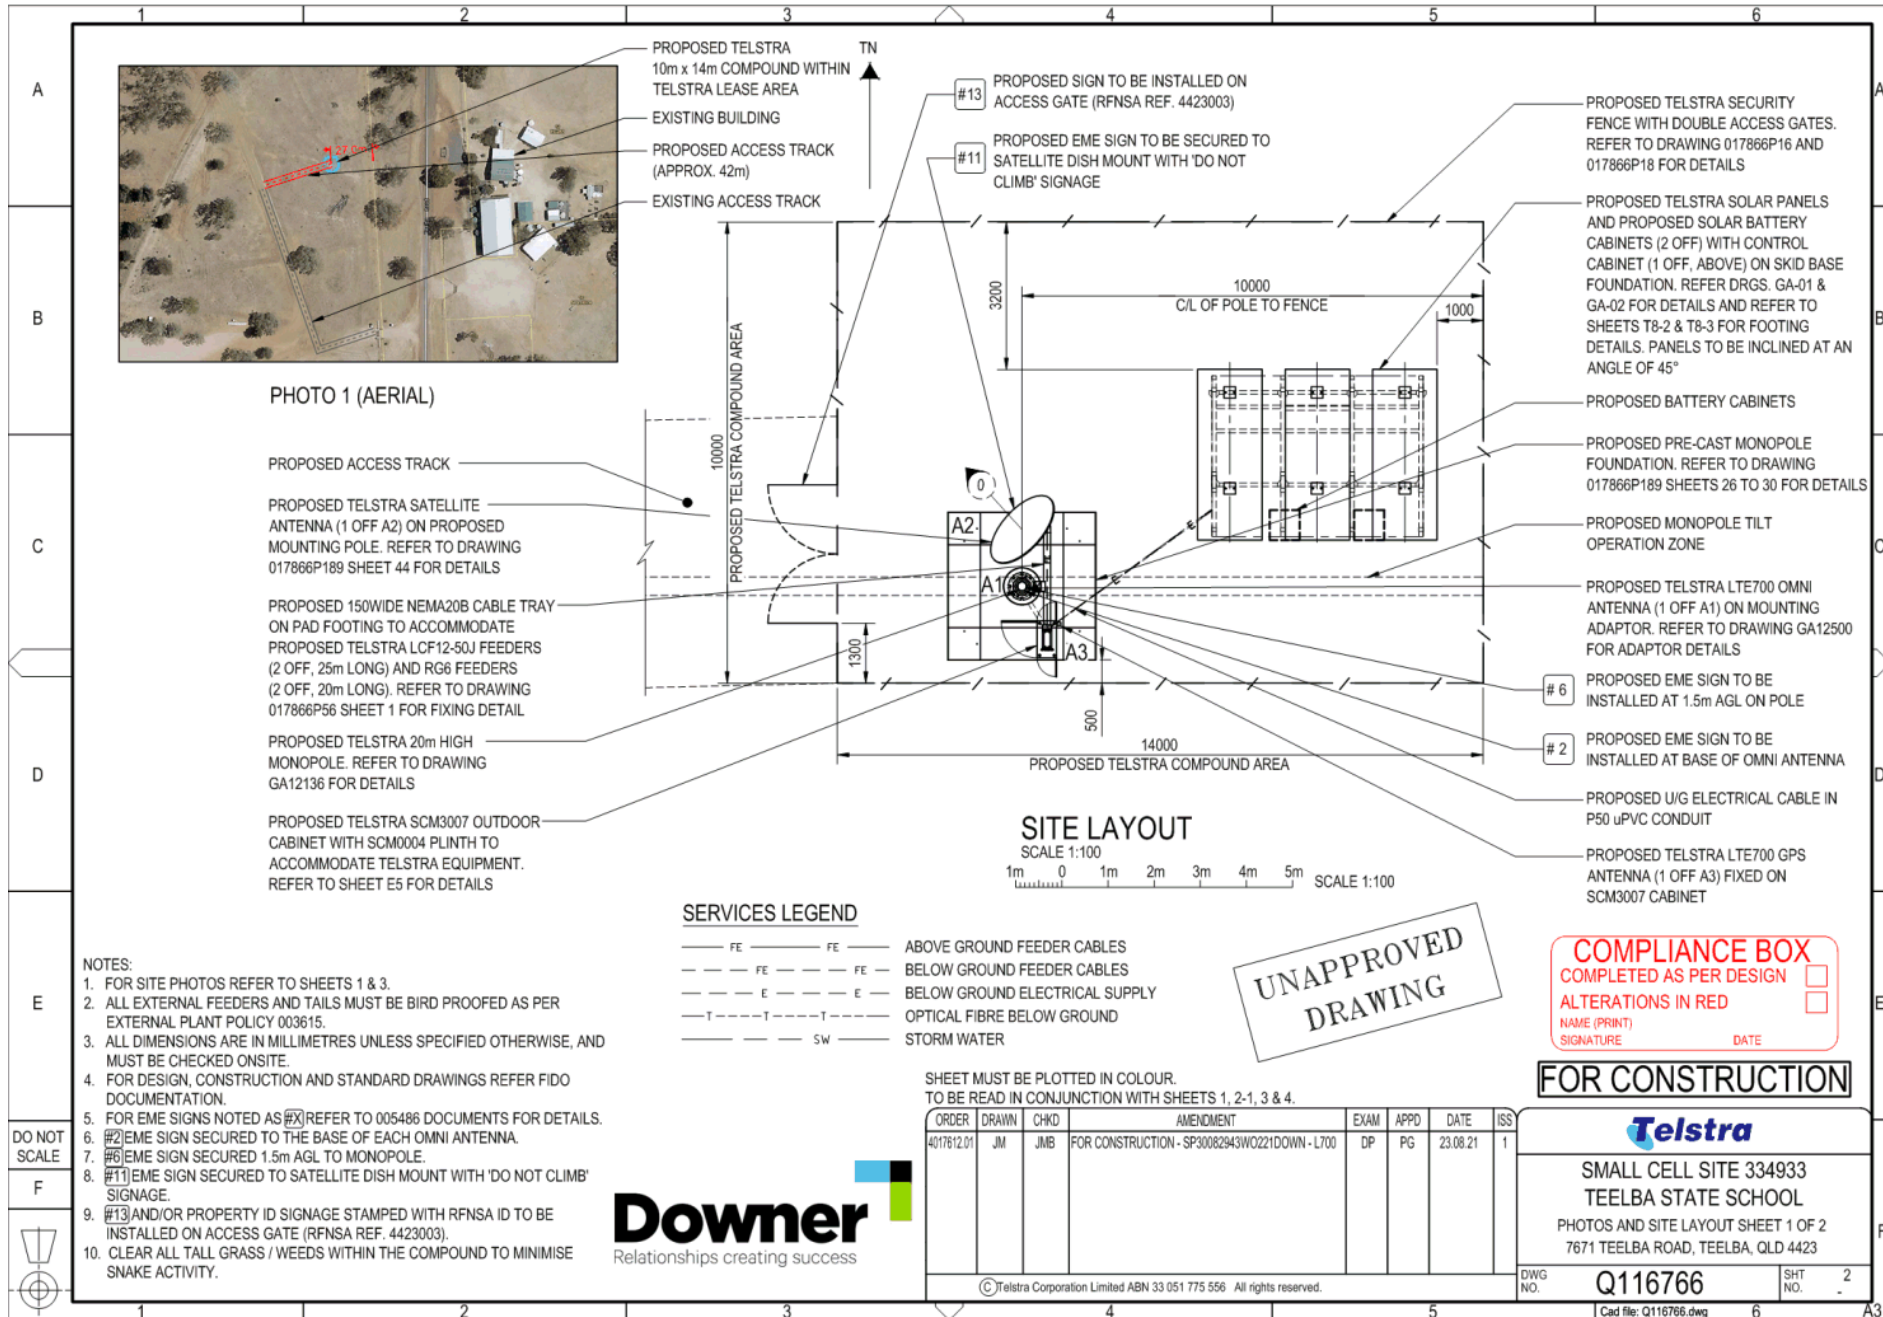 1 2 3 4 5 6
A
B
C
D
E
F
DO NOT
SCALE
A
B
C
D
E
F
27.0m
PHOTO 1 (AERIAL)
PROPOSED TELSTRA
10m x 14m COMPOUND WITHIN
TELSTRA LEASE AREA
EXISTING BUILDING
PROPOSED ACCESS TRACK
(APPROX. 42m)
EXISTING ACCESS TRACK
TN
#13
PROPOSED SIGN TO BE INSTALLED ON
ACCESS GATE (RFNSA REF. 4423003)
#11
PROPOSED EME SIGN TO BE SECURED TO
SATELLITE DISH MOUNT WITH 'DO NOT
CLIMB' SIGNAGE
PROPOSED TELSTRA SECURITY
FENCE WITH DOUBLE ACCESS GATES.
REFER TO DRAWING 017866P16 AND
017866P18 FOR DETAILS
PROPOSED TELSTRA SOLAR PANELS
AND PROPOSED SOLAR BATTERY
CABINETS (2 OFF) WITH CONTROL
CABINET (1 OFF, ABOVE) ON SKID BASE
FOUNDATION. REFER DRGS. GA-01 &
GA-02 FOR DETAILS AND REFER TO
SHEETS T8-2 & T8-3 FOR FOOTING
DETAILS. PANELS TO BE INCLINED AT AN
ANGLE OF 45°
PROPOSED BATTERY CABINETS
PROPOSED PRE-CAST MONOPOLE
FOUNDATION. REFER TO DRAWING
017866P189 SHEETS 26 TO 30 FOR DETAILS
PROPOSED MONOPOLE TILT
OPERATION ZONE
PROPOSED TELSTRA LTE700 OMNI
ANTENNA (1 OFF A1) ON MOUNTING
ADAPTOR. REFER TO DRAWING GA12500
FOR ADAPTOR DETAILS
# 6
PROPOSED EME SIGN TO BE
INSTALLED AT 1.5m AGL ON POLE
# 2
PROPOSED EME SIGN TO BE
INSTALLED AT BASE OF OMNI ANTENNA
PROPOSED U/G ELECTRICAL CABLE IN
P50 uPVC CONDUIT
PROPOSED TELSTRA LTE700 GPS
ANTENNA (1 OFF A3) FIXED ON
SCM3007 CABINET
PROPOSED ACCESS TRACK
PROPOSED TELSTRA SATELLITE
ANTENNA (1 OFF A2) ON PROPOSED
MOUNTING POLE. REFER TO DRAWING
017866P189 SHEET 44 FOR DETAILS
PROPOSED 150WIDE NEMA20B CABLE TRAY
ON PAD FOOTING TO ACCOMMODATE
PROPOSED TELSTRA LCF12-50J FEEDERS
(2 OFF, 25m LONG) AND RG6 FEEDERS
(2 OFF, 20m LONG). REFER TO DRAWING
017866P56 SHEET 1 FOR FIXING DETAIL
PROPOSED TELSTRA 20m HIGH
MONOPOLE. REFER TO DRAWING
GA12136 FOR DETAILS
PROPOSED TELSTRA SCM3007 OUTDOOR
CABINET WITH SCM0004 PLINTH TO
ACCOMMODATE TELSTRA EQUIPMENT.
REFER TO SHEET E5 FOR DETAILS
10000
PROPOSED TELSTRA COMPOUND AREA
3200
10000
C/L OF POLE TO FENCE
1000
0
A2
A1
A3
E
E
1300
500
14000
PROPOSED TELSTRA COMPOUND AREA
SITE LAYOUT
SCALE 1:100
1m 0 1m 2m 3m 4m 5m SCALE 1:100
SERVICES LEGEND
FE FE ABOVE GROUND FEEDER CABLES
FE FE BELOW GROUND FEEDER CABLES
E E BELOW GROUND ELECTRICAL SUPPLY
T T T OPTICAL FIBRE BELOW GROUND
SW STORM WATER
UNAPPROVED
DRAWING
COMPLIANCE BOX
COMPLETED AS PER DESIGN
ALTERATIONS IN RED
NAME (PRINT)
SIGNATURE DATE
FOR CONSTRUCTION
NOTES:
1. FOR SITE PHOTOS REFER TO SHEETS 1 & 3.
2. ALL EXTERNAL FEEDERS AND TAILS MUST BE BIRD PROOFED AS PER
EXTERNAL PLANT POLICY 003615.
3. ALL DIMENSIONS ARE IN MILLIMETRES UNLESS SPECIFIED OTHERWISE, AND
MUST BE CHECKED ONSITE.
4. FOR DESIGN, CONSTRUCTION AND STANDARD DRAWINGS REFER FIDO
DOCUMENTATION.
5. FOR EME SIGNS NOTED AS #X REFER TO 005486 DOCUMENTS FOR DETAILS.
6. #2 EME SIGN SECURED TO THE BASE OF EACH OMNI ANTENNA.
7. #6 EME SIGN SECURED 1.5m AGL TO MONOPOLE.
8. #11 EME SIGN SECURED TO SATELLITE DISH MOUNT WITH 'DO NOT CLIMB'
SIGNAGE.
9. #13 AND/OR PROPERTY ID SIGNAGE STAMPED WITH RFNSA ID TO BE
INSTALLED ON ACCESS GATE (RFNSA REF. 4423003).
10. CLEAR ALL TALL GRASS / WEEDS WITHIN THE COMPOUND TO MINIMISE
SNAKE ACTIVITY.
Downer
Relationships creating success
SHEET MUST BE PLOTTED IN COLOUR.
TO BE READ IN CONJUNCTION WITH SHEETS 1, 2-1, 3 & 4.
ORDER DRAWN CHKD AMENDMENT EXAM APPD DATE ISS
4017612.01 JM JMB FOR CONSTRUCTION - SP30082943WO221DOWN - L700 DP PG 23.08.21 1
© Telstra Corporation Limited ABN 33 051 775 556 All rights reserved.
Telstra
SMALL CELL SITE 334933
TEELBA STATE SCHOOL
PHOTOS AND SITE LAYOUT SHEET 1 OF 2
7671 TEELBA ROAD, TEELBA, QLD 4423
DWG
NO. Q116766 SHT
NO. 2
-
Cad file: Q116766.dwg
1 2 3 4 5 6 A3